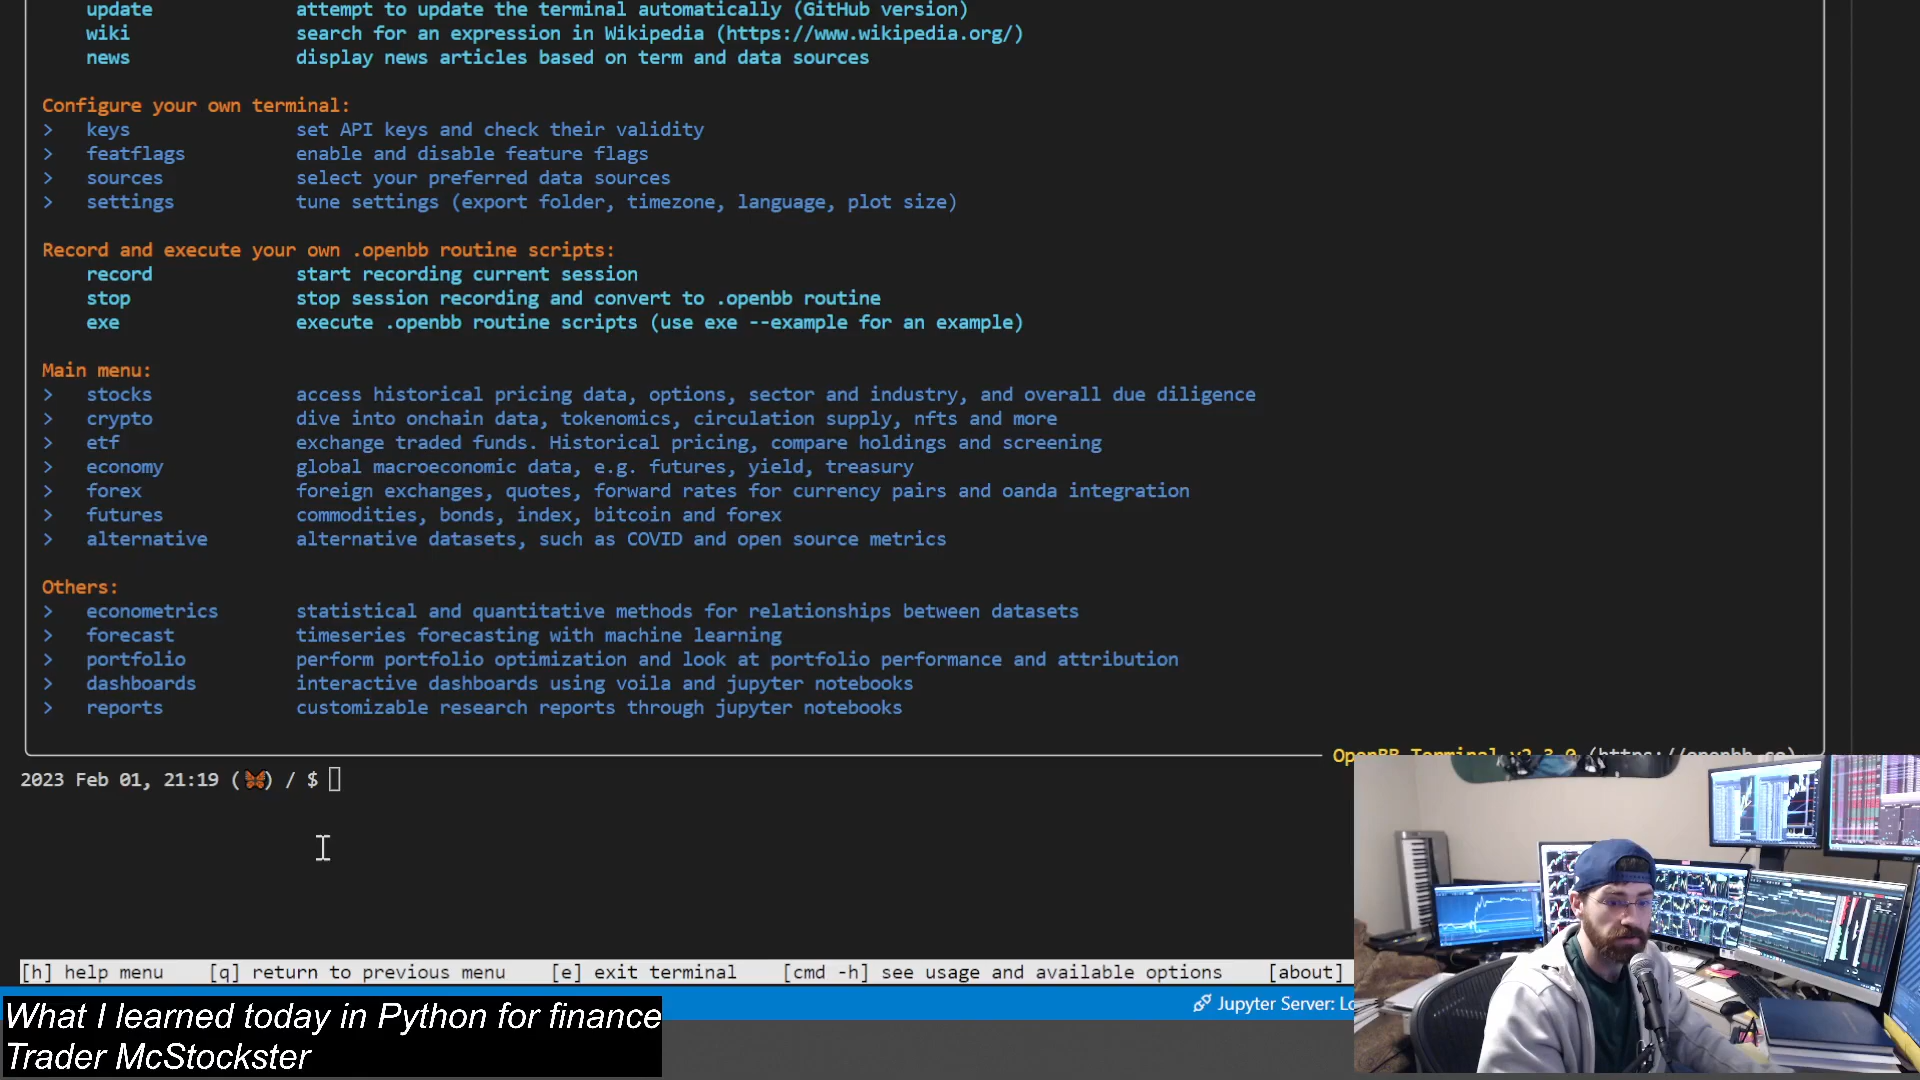 update attempt to update the terminal automatically (GitHub version)
wiki search for an expression in Wikipedia (https://www.wikipedia.org/)
news display news articles based on term and data sources
Configure your own terminal:
> keys set API keys and check their validity
> featflags enable and disable feature flags
> sources select your preferred data sources
> settings tune settings (export folder, timezone, language, plot size)
Record and execute your own .openbb routine scripts:
record start recording current session
stop stop session recording and convert to .openbb routine
exe execute .openbb routine scripts (use exe --example for an example)
Main menu:
> stocks access historical pricing data, options, sector and industry, and overall due diligence
> crypto dive into onchain data, tokenomics, circulation supply, nfts and more
> etf exchange traded funds. Historical pricing, compare holdings and screening
> economy global macroeconomic data, e.g. futures, yield, treasury
> forex foreign exchanges, quotes, forward rates for currency pairs and oanda integration
> futures commodities, bonds, index, bitcoin and forex
> alternative alternative datasets, such as COVID and open source metrics
Others:
> econometrics statistical and quantitative methods for relationships between datasets
> forecast timeseries forecasting with machine learning
> portfolio perform portfolio optimization and look at portfolio performance and attribution
> dashboards interactive dashboards using voila and jupyter notebooks
> reports customizable research reports through jupyter notebooks
OpenBB Terminal v2.3.0 (https://openbb.co)
2023 Feb 01, 21:19 (🦋) / $
[h] help menu [q] return to previous menu [e] exit terminal [cmd -h] see usage and available options [about]
Jupyter Server: Lo
What I learned today in Python for finance
Trader McStockster